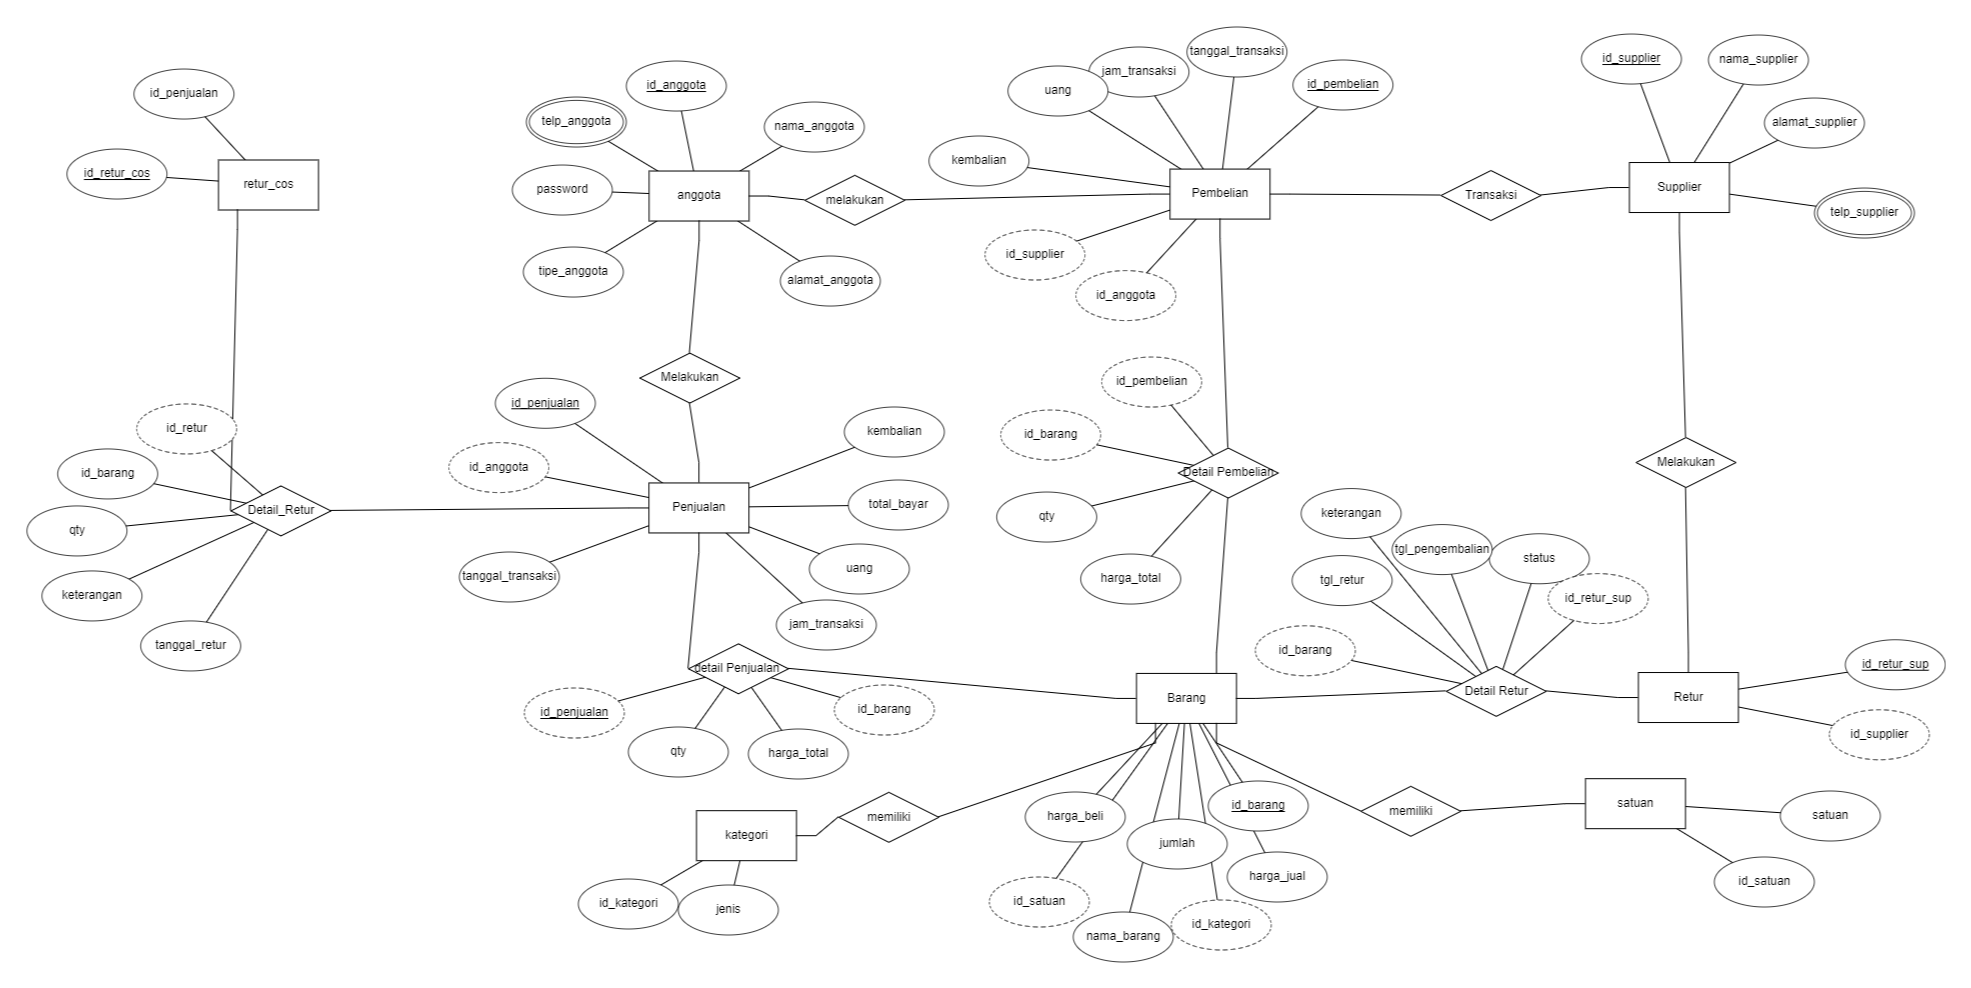 tanggal_transaksi
id_supplier
nama_supplier
jam_transaksi
id_anggota
id_pembelian
uang
id_penjualan
telp_anggota
nama_anggota
alamat_supplier
kembalian
id_retur_cos
retur_cos
password
anggota
melakukan
Pembelian
Transaksi
Supplier
telp_supplier
id_supplier
tipe_anggota
alamat_anggota
id_anggota
Melakukan
id_pembelian
id_penjualan
id_retur
kembalian
id_barang
id_barang
id_anggota
Detail Pembelian
Melakukan
total_bayar
Detail_Retur
Penjualan
keterangan
qty
qty
tgl_pengembalian
status
uang
tanggal_transaksi
harga_total
tgl_retur
keterangan
id_retur_sup
jam_transaksi
tanggal_retur
id_barang
detail Penjualan
id_retur_sup
Detail Retur
Barang
Retur
id_penjualan
id_barang
id_supplier
qty
harga_total
id_barang
memiliki
harga_beli
memiliki
satuan
satuan
kategori
jumlah
harga_jual
id_satuan
id_kategori
jenis
id_satuan
id_kategori
nama_barang